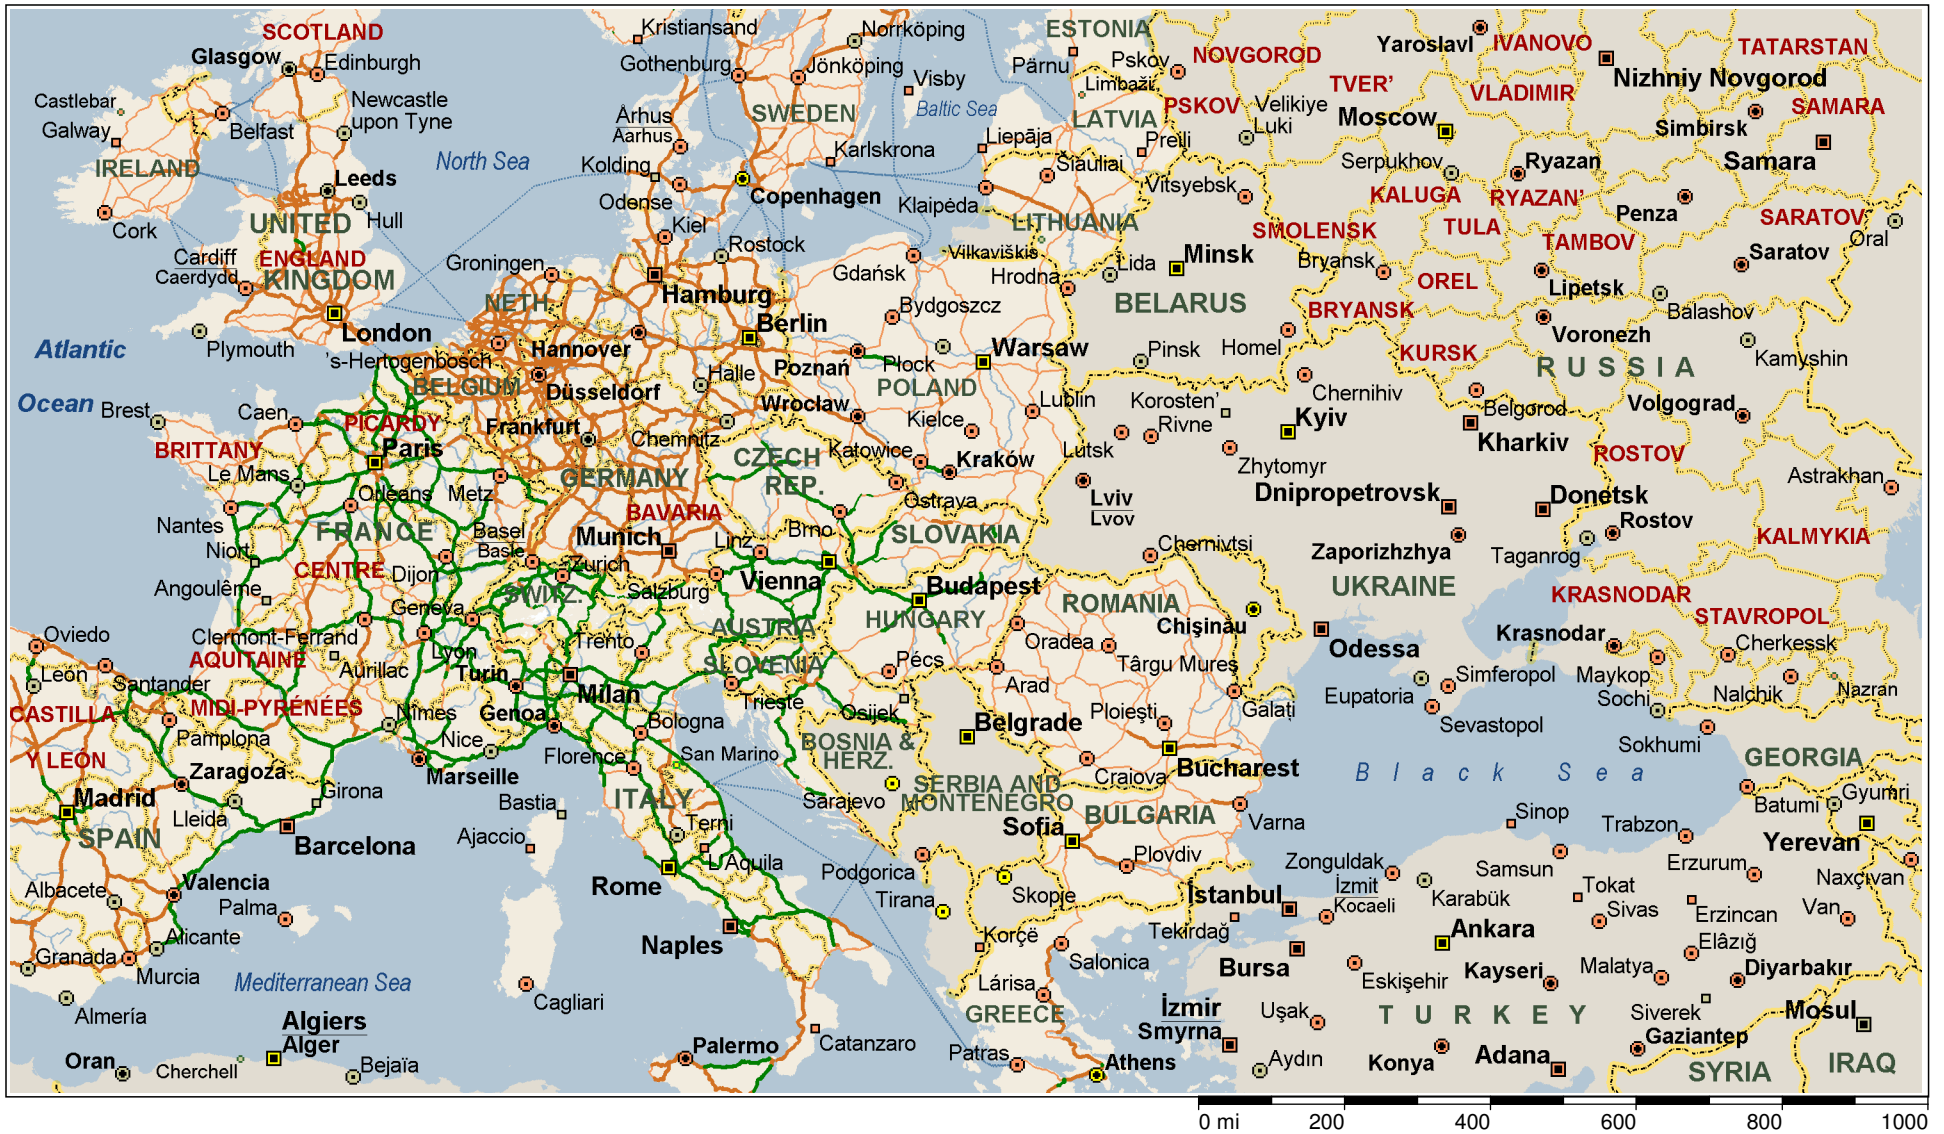 SCOTLAND
Glasgow
Edinburgh
Kristiansand
Norrköping
ESTONIA
Yaroslavl
IVANOVO
TATARSTAN
Gothenburg
Jönköping
Visby
Pärnu
Pskov
NOVGOROD
Nizhniy Novgorod
Castlebar
Newcastle
upon Tyne
Limbaži
TVER’
VLADIMIR
SAMARA
Galway
Belfast
Århus
Aarhus
SWEDEN
Baltic Sea
LATVIA
PSKOV
Velikiye
Luki
Moscow
Simbirsk
IRELAND
North Sea
Kolding
Karlskrona
Liepāja
Preiļi
Šiauliai
Serpukhov
Ryazan
Samara
Leeds
Odense
Copenhagen
Klaipėda
Vitsyebsk
KALUGA
RYAZAN’
Penza
SARATOV
Cork
UNITED
Hull
Kiel
LITHUANIA
SMOLENSK
TULA
TAMBOV
Oral
Cardiff
Caerdydd
ENGLAND
KINGDOM
Groningen
Rostock
Gdańsk
Vilkaviškis
Hrodna
Lida
Minsk
Bryansk
OREL
Lipetsk
Saratov
NETH.
Hamburg
Bydgoszcz
BELARUS
BRYANSK
Balashov
London
Berlin
Plymouth
's-Hertogenbosch
Hannover
Poznań
Płock
Warsaw
Pinsk
Homel
KURSK
Voronezh
RUSSIA
Kamyshin
Atlantic
Ocean
BELGIUM
Düsseldorf
Halle
POLAND
Chernihiv
Brest
Caen
PICARDY
Frankfurt
Chemnitz
Wrocław
Kielce
Lublin
Korosten’
Rivne
Kyiv
Belgorod
Volgograd
BRITTANY
Paris
Le Mans
GERMANY
CZECH
REP.
Katowice
Kraków
Lutsk
Zhytomyr
Kharkiv
ROSTOV
Astrakhan
Orléans
Metz
Ostrava
Lviv
Lvov
Dnipropetrovsk
Donetsk
Rostov
Nantes
FRANCE
Basel
Basle
BAVARIA
Munich
Linz
Brno
SLOVAKIA
Chernivtsi
Zaporizhzhya
Taganrog
KALMYKIA
Niort
CENTRE
Dijon
Zurich
Angoulême
Geneva
SWITZ.
Salzburg
Vienna
Budapest
UKRAINE
KRASNODAR
AUSTRIA
HUNGARY
ROMANIA
Chişinău
STAVROPOL
Oviedo
Clermont-Ferrand
AQUITAINE
Aurillac
Lyon
Trento
SLOVENIA
Oradea
Târgu Mureş
Odessa
Krasnodar
Cherkessk
León
Santander
Turin
Milan
Pécs
Arad
Eupatoria
Simferopol
Maykop
Sochi
Nalchik
Nazran
CASTILLA
Y LEÓN
MIDI-PYRÉNÉES
Nîmes
Genoa
Bologna
Trieste
Osijek
Belgrade
Ploieşti
Galaţi
Sevastopol
Pamplona
Nice
Florence
San Marino
BOSNIA &
HERZ.
Sokhumi
GEORGIA
Zaragoza
Marseille
Craiova
Bucharest
Black Sea
Madrid
Girona
Bastia
ITALY
Sarajevo
SERBIA AND
MONTENEGRO
BULGARIA
Sofia
Varna
Sinop
Trabzon
Batumi
Gyumri
SPAIN
Lleida
Barcelona
Ajaccio
Terni
L'Aquila
Yerevan
Podgorica
Plovdiv
Zonguldak
Samsun
Erzurum
Albacete
Valencia
Palma
Rome
Tirana
Skopje
İstanbul
İzmit
Kocaeli
Karabük
Tokat
Sivas
Erzincan
Naxçivan
Van
Alicante
Naples
Korçë
Salonica
Tekirdağ
Ankara
Elâzığ
Granada
Murcia
Mediterranean Sea
Cagliari
Lárisa
Bursa
Eskişehir
Kayseri
Malatya
Diyarbakır
Almería
GREECE
İzmir
Smyrna
Uşak
TURKEY
Siverek
Mosul
Algiers
Alger
Catanzaro
Gaziantep
Oran
Cherchell
Bejaïa
Palermo
Patras
Athens
Aydın
Konya
Adana
SYRIA
IRAQ
0 mi 200 400 600 800 1000